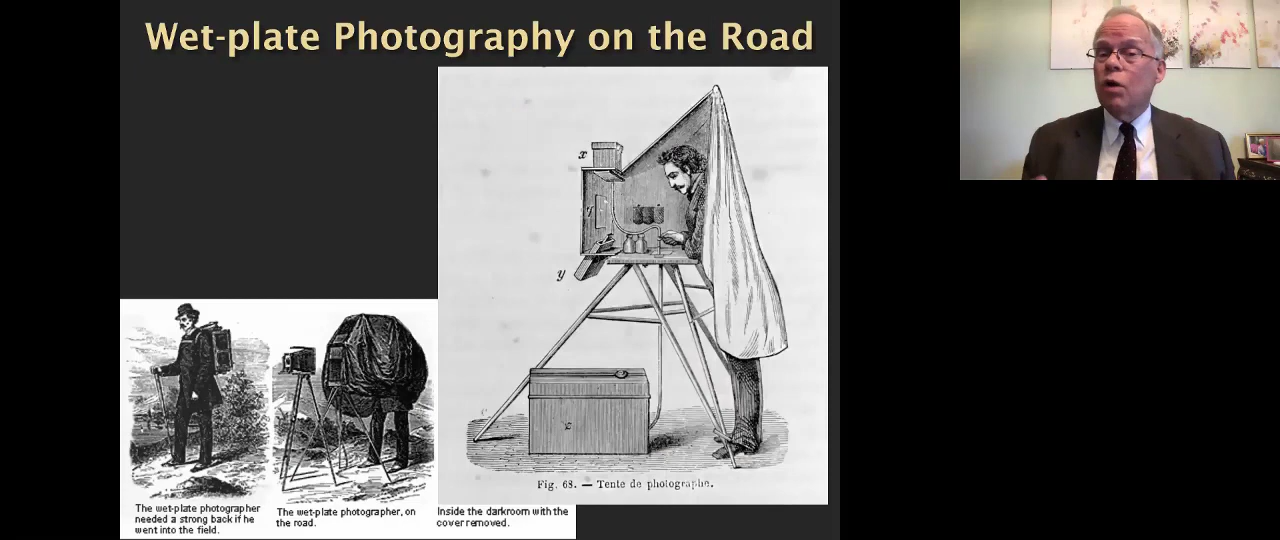 Wet-plate Photography on the Road
x
y
Fig. 68. — Tente de photographe.
The wet-plate photographer
needed a strong back if he
went into the field.
The wet-plate photographer, on
the road.
Inside the darkroom with the
cover removed.